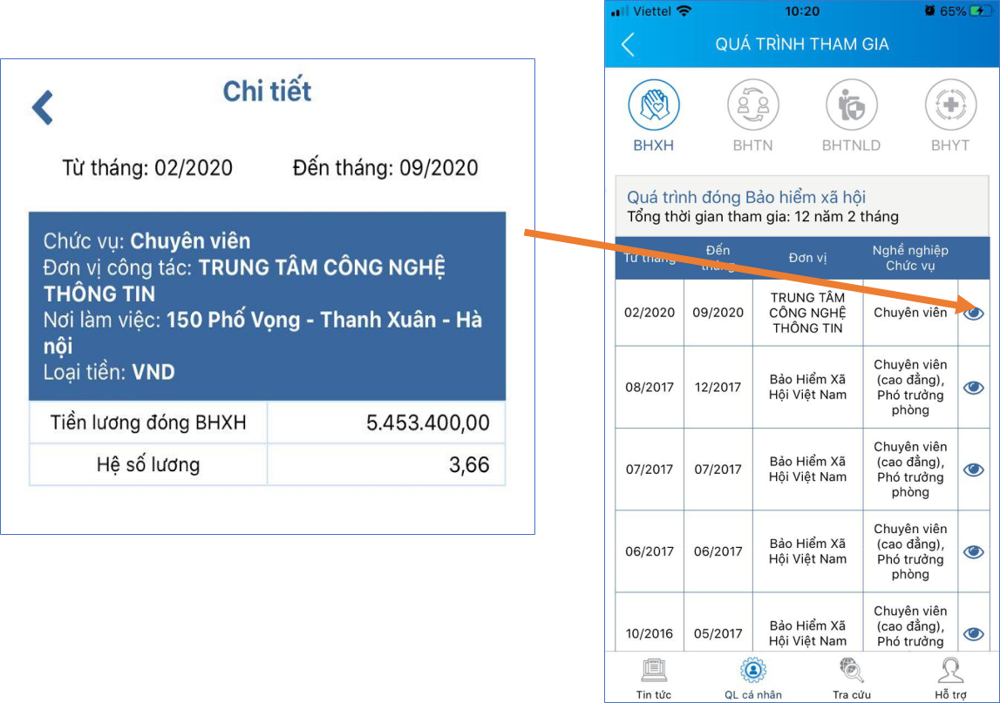 Chi tiết
Từ tháng: 02/2020 Đến tháng: 09/2020
Chức vụ: Chuyên viên
Đơn vị công tác: TRUNG TÂM CÔNG NGHỆ
THÔNG TIN
Nơi làm việc: 150 Phố Vọng - Thanh Xuân - Hà
nội
Loại tiền: VND
Tiền lương đóng BHXH 5.453.400,00
Hệ số lương 3,66
Viettel 10:20 65%
QUÁ TRÌNH THAM GIA
BHXH BHTN BHTNLD BHYT
Quá trình đóng Bảo hiểm xã hội
Tổng thời gian tham gia: 12 năm 2 tháng
Từ tháng
Đến
tháng
Đơn vị
Nghề nghiệp
Chức vụ
02/2020
09/2020
TRUNG TÂM
CÔNG NGHỆ
THÔNG TIN
Chuyên viên
08/2017
12/2017
Bảo Hiểm Xã
Hội Việt Nam
Chuyên viên
(cao đẳng),
Phó trưởng
phòng
07/2017
07/2017
Bảo Hiểm Xã
Hội Việt Nam
Chuyên viên
(cao đẳng),
Phó trưởng
phòng
06/2017
06/2017
Bảo Hiểm Xã
Hội Việt Nam
Chuyên viên
(cao đẳng),
Phó trưởng
phòng
10/2016
05/2017
Bảo Hiểm Xã
Hội Việt Nam
Chuyên viên
(cao đẳng),
Phó trưởng
Tin tức QL cá nhân Tra cứu Hỗ trợ